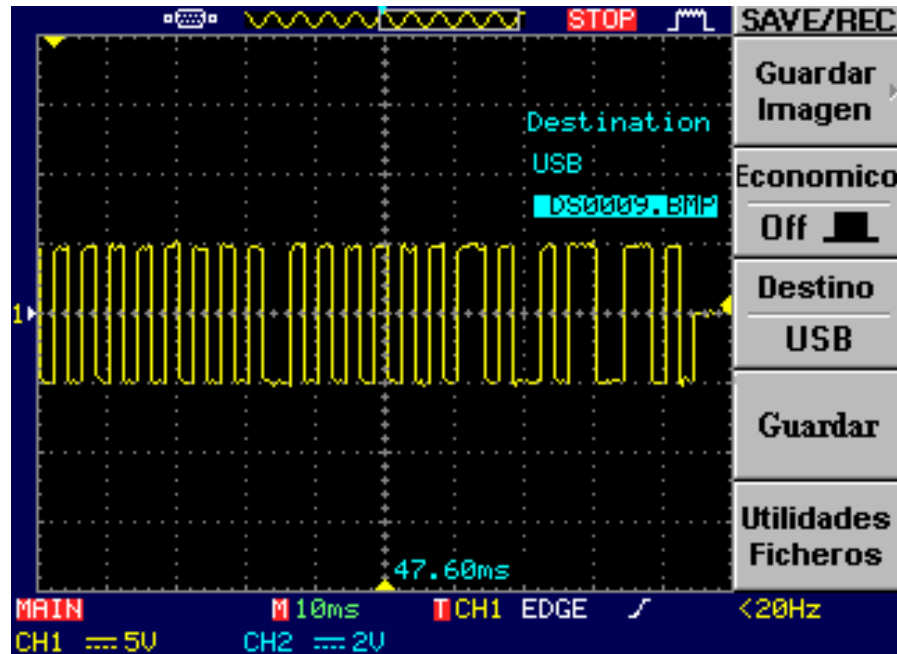 STOP
SAVE/REC
Guardar
Imagen
Destination
USB
DS0009.BMP
Economico
Off
Destino
USB
1
Guardar
Utilidades
Ficheros
47.60ms
MAIN
M 10ms
T CH1 EDGE
<20Hz
CH1 5V
CH2 2V